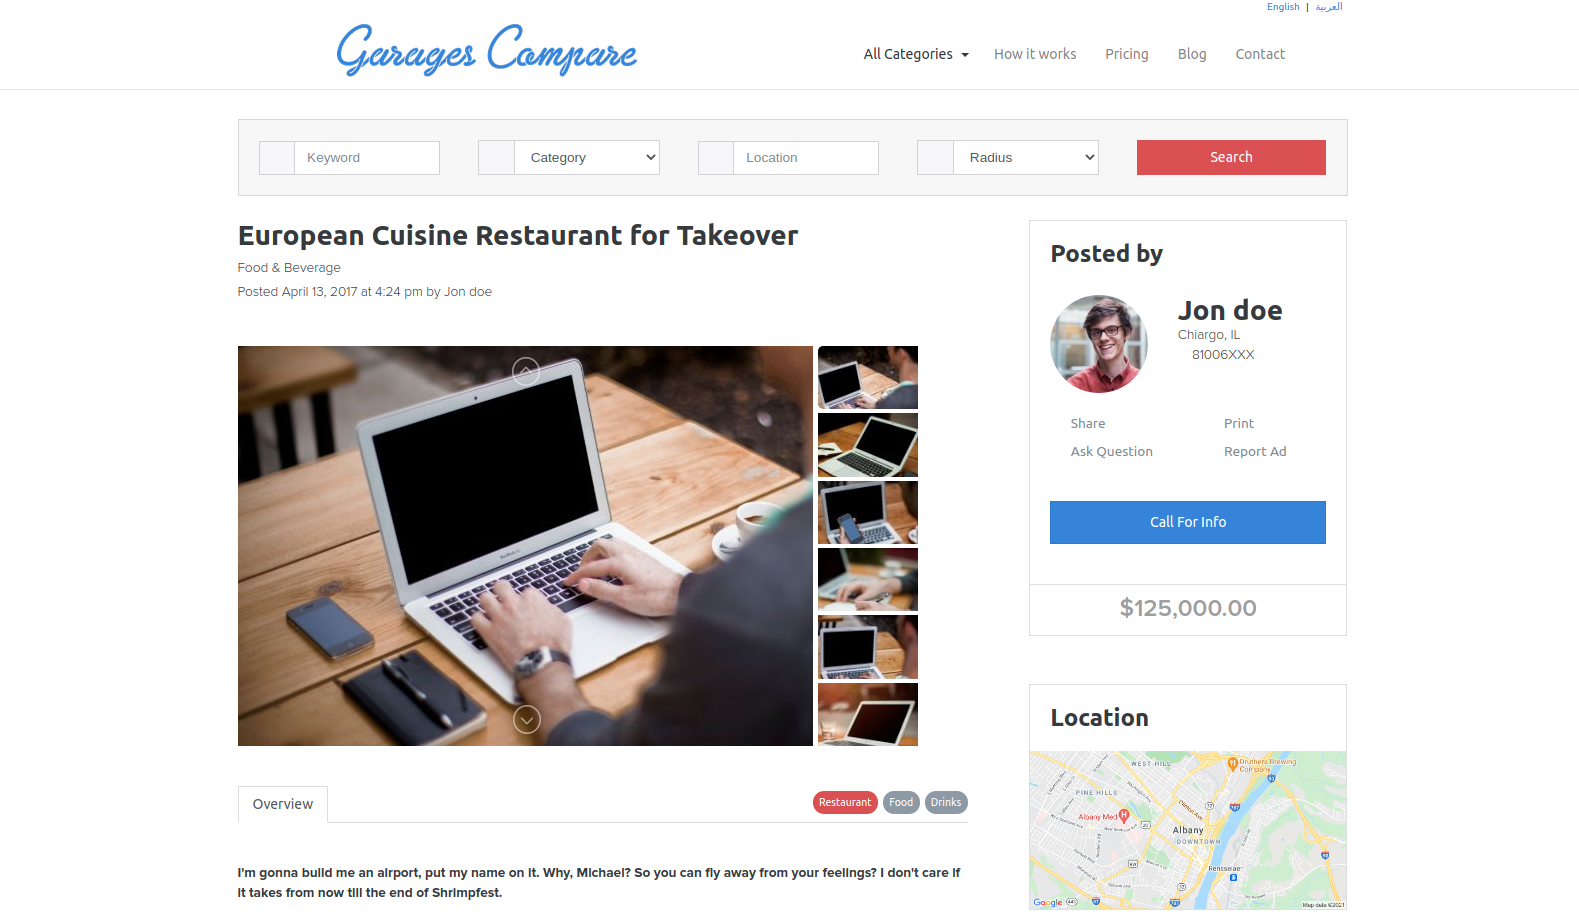 English | العربية
Garages Compare
All Categories How it works Pricing Blog Contact
Keyword Category Location Radius Search
European Cuisine Restaurant for Takeover
Food & Beverage
Posted April 13, 2017 at 4:24 pm by Jon doe
Posted by
Jon doe
Chiargo, IL
81006XXX
Share Print
Ask Question Report Ad
Call For Info
$125,000.00
Location
WEST HILL
Druthers Brewing
Company
PINE HILLS
Albany Med
Albany
DOWNTOWN
Rensselaer
Google
Map data ©2021
Overview
Restaurant Food Drinks
I'm gonna build me an airport, put my name on it. Why, Michael? So you can fly away from your feelings? I don't care if
it takes from now till the end of Shrimpfest.